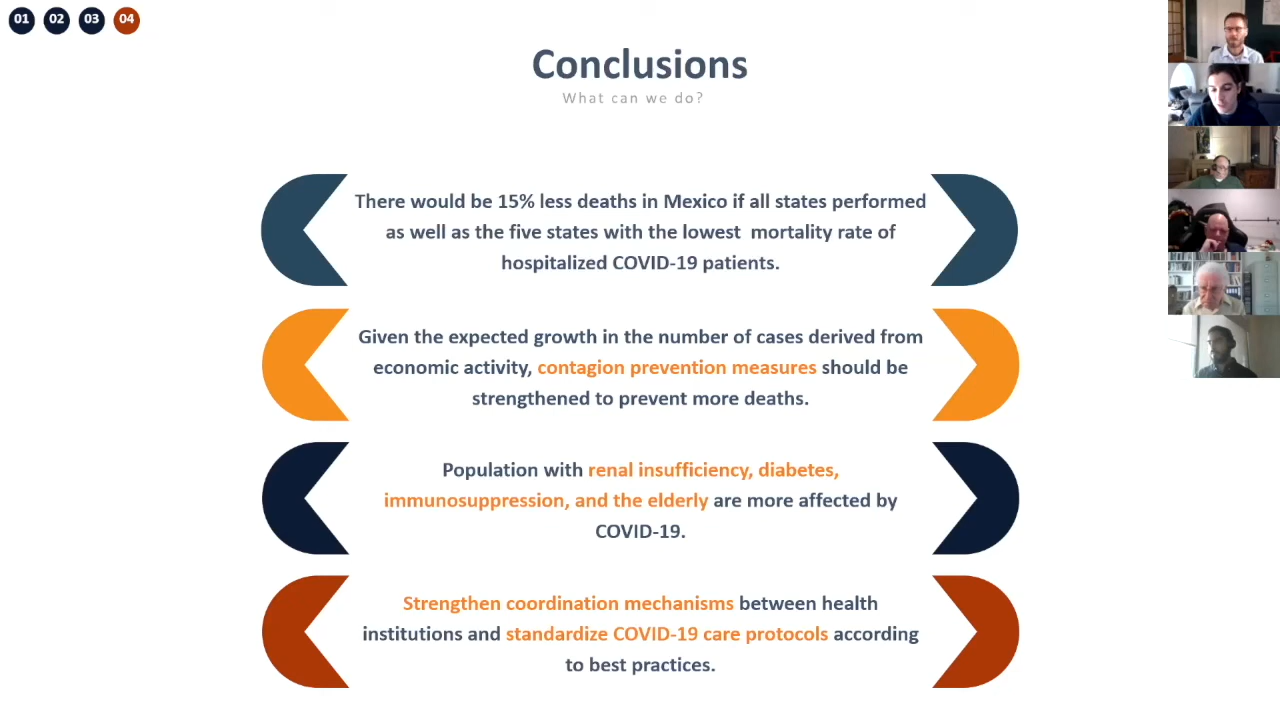 01 02 03 04
Conclusions
What can we do?
There would be 15% less deaths in Mexico if all states performed
as well as the five states with the lowest mortality rate of
hospitalized COVID-19 patients.
Given the expected growth in the number of cases derived from
economic activity, contagion prevention measures should be
strengthened to prevent more deaths.
Population with renal insufficiency, diabetes,
immunosuppression, and the elderly are more affected by
COVID-19.
Strengthen coordination mechanisms between health
institutions and standardize COVID-19 care protocols according
to best practices.